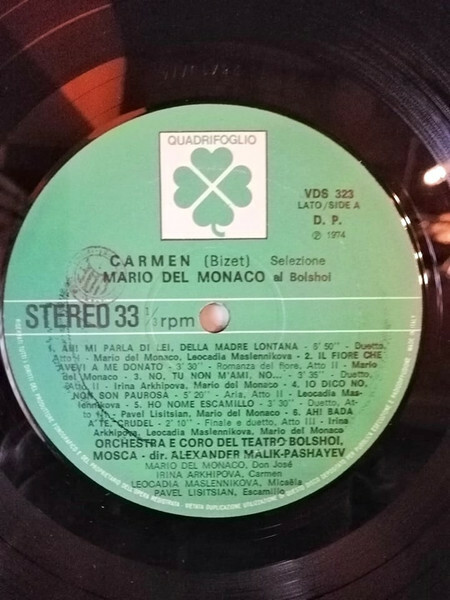 QUADRIFOGLIO
VDS 323
LATO/SIDE A
D. P.
℗ 1974
CARMEN (Bizet) Selezione
MARIO DEL MONACO al Bolshoi
STEREO 33 1/3 rpm
1. AH! MI PARLA DI LEI, DELLA MADRE LONTANA - 5' 50" - Duetto,
Atto I - Mario del Monaco, Leocadia Maslennikova - 2. IL FIORE CHE
AVEVI A ME DONATO - 3' 30" - Romanza del fiore, Atto II - Mario
del Monaco - 3. NO, TU NON M'AMI, NO... - 3' 35" - Duetto,
Atto II - Irina Arkhipova, Mario del Monaco - 4. IO DICO NO,
NON SON PAUROSA - 5' 20" - Aria, Atto II - Leocadia Mas-
lennikova - 5. HO NOME ESCAMILLO - 3' 30" - Duetto, At-
to - Pavel Lisitsian, Mario del Monaco - 6. AH! BADA
A TE, CRUDEL - 2' 10" - Finale e duetto, Atto III - Irina
Arkhipova, Leocadia Maslennikova, Mario del Monaco
ORCHESTRA E CORO DEL TEATRO BOLSHOI,
MOSCA - dir. ALEXANDER MALIK-PASHAYEV
MARIO DEL MONACO, Don José
IRINA ARKHIPOVA, Carmen
LEOCADIA MASLENNIKOVA, Micaëla
PAVEL LISITSIAN, Escamillo